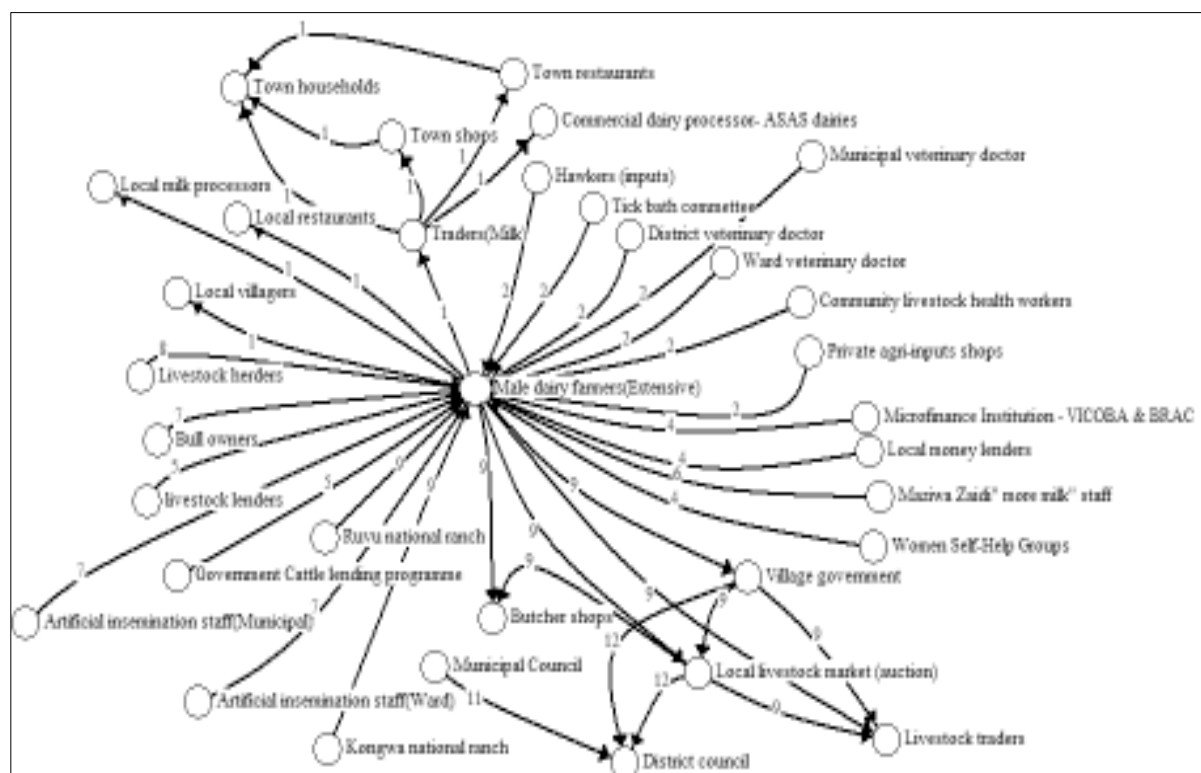 1
Town restaurants
Town households
Commercial dairy processor- ASAS dairies
1
Town shops
Municipal veterinary doctor
1
Hawkers (inputs)
Local milk processors
1
1
1
Tick bath commettee
Local restaurants
1
Traders(Milk
District veterinary doctor
Ward veterinary doctor
1
1
2
2
2
2
Local villagers
Community livestock health workers
1
1
2
2
8
Private agri-inputs shops
Livestock herders
Male dairy farmers(Extensive)
7
2
Microfinance Institution - VICOBA & BRAC
4
Bull owners
Local money lenders
4
5
9
9
9
6
Maziwa Zaidi" more milk" staff
livestock lenders
5
9
4
Ruvu national ranch
9
Women Self-Help Groups
7
Government Cattle lending programme
9
Village government
9
9
Artificial insemination staff(Municipal)
7
Butcher shops
12
9
Municipal Council
Local livestock market (auction)
12
Artificial insemination staff(Ward)
11
9
Kongwa national ranch
Livestock traders
District council